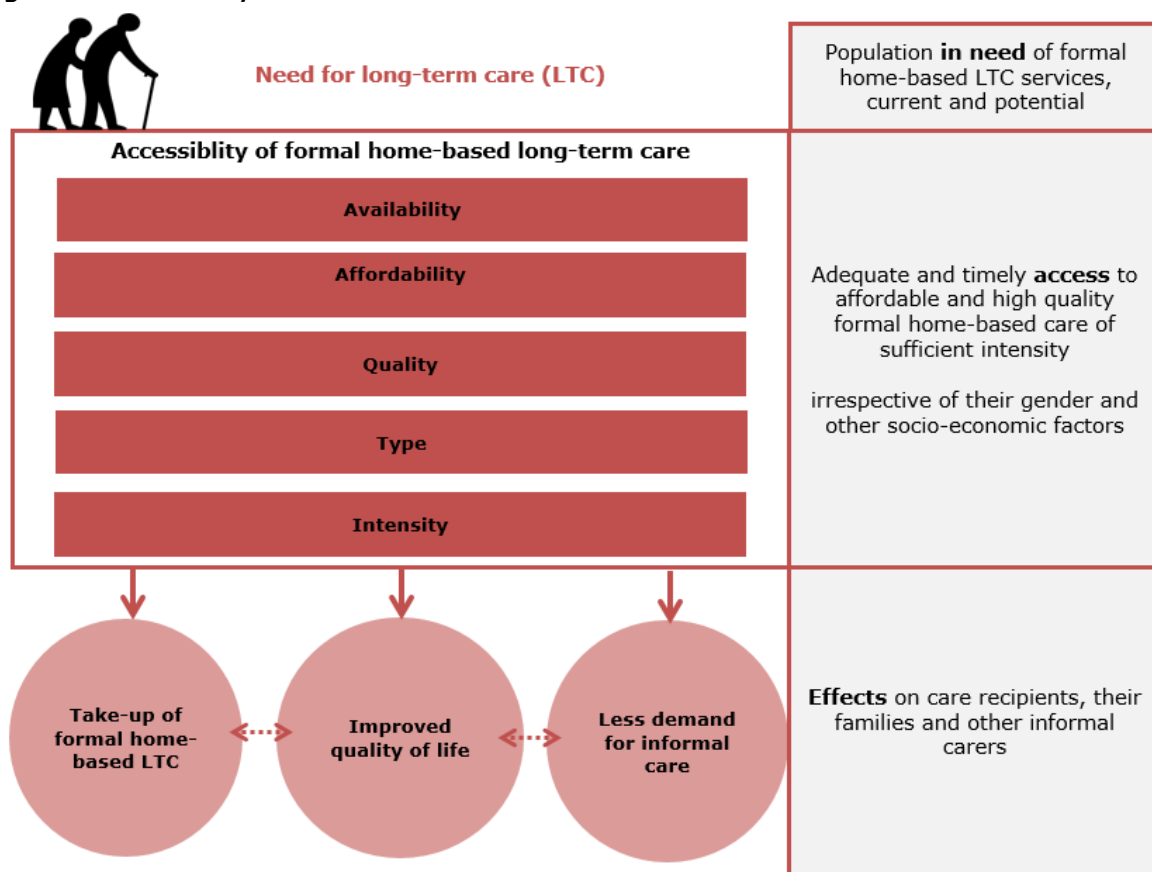 Need for long-term care (LTC)
Population in need of formal
home-based LTC services,
current and potential
Accessiblity of formal home-based long-term care
Availability
Affordability
Quality
Type
Intensity
Adequate and timely access to
affordable and high quality
formal home-based care of
sufficient intensity
irrespective of their gender and
other socio-economic factors
Take-up of
formal home-
based LTC
Improved
quality of life
Less demand
for informal
care
Effects on care recipients, their
families and other informal
carers